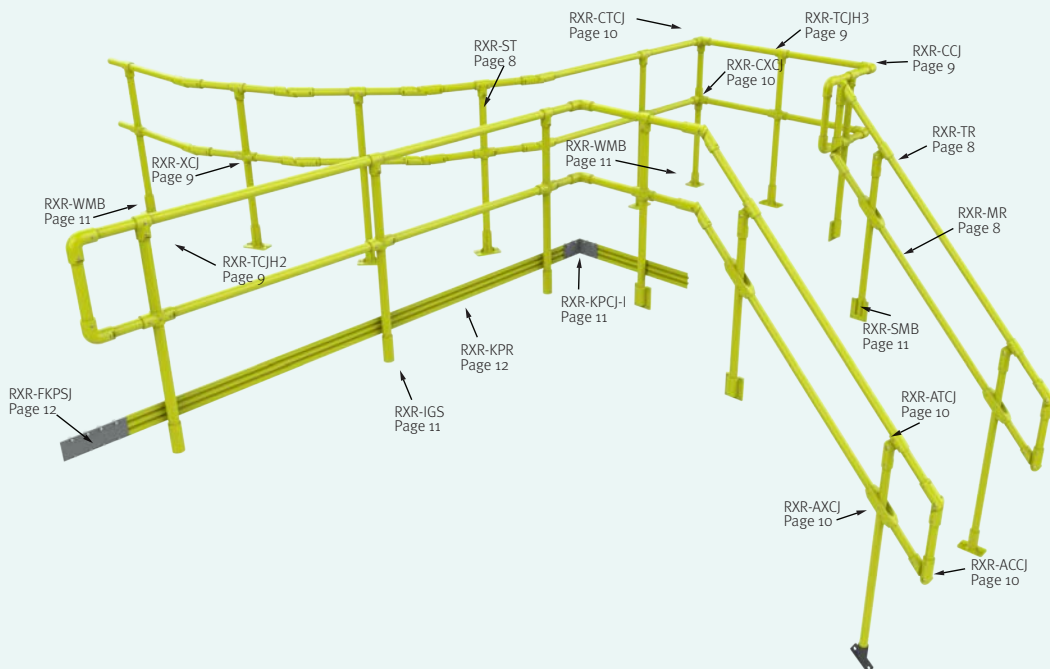 RXR-CTCJ
Page 10
RXR-TCJH3
Page 9
RXR-ST
Page 8
RXR-CCJ
Page 9
RXR-CXCJ
Page 10
RXR-TR
Page 8
RXR-XCJ
Page 9
RXR-WMB
Page 11
RXR-WMB
Page 11
RXR-MR
Page 8
RXR-TCJH2
Page 9
RXR-KPCJ-I
Page 11
RXR-SMB
Page 11
RXR-KPR
Page 12
RXR-FKPSJ
Page 12
RXR-IGS
Page 11
RXR-ATCJ
Page 10
RXR-AXCJ
Page 10
RXR-ACCJ
Page 10